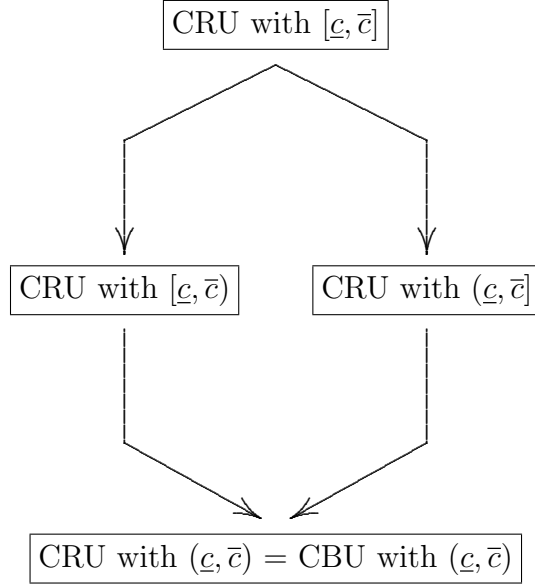 CRU with [c̲, c̅]
CRU with [c̲, c̅)
CRU with (c̲, c̅]
CRU with (c̲, c̅) = CBU with (c̲, c̅)